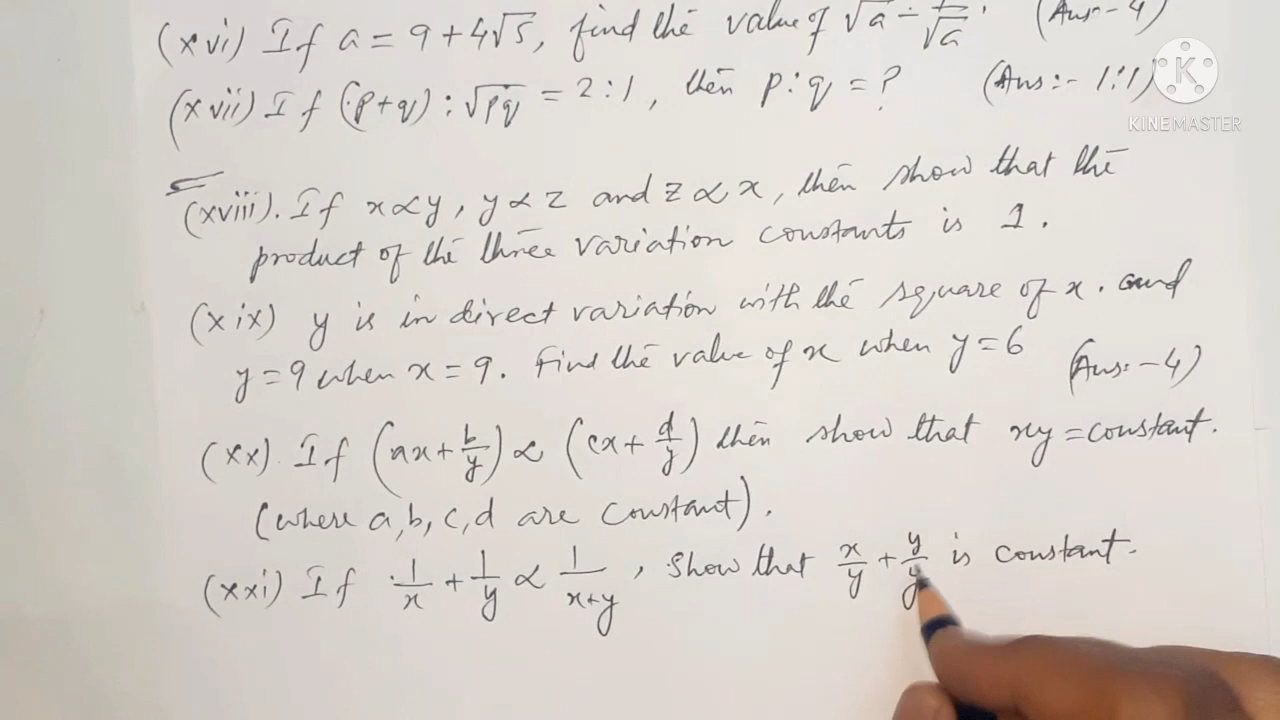 (xvi) If a = 9 + 4√5, find the value of √a - 1/√a. (Ans:- 4)
(xvii) If (p+q) : √pq = 2:1, then p:q = ? (Ans:- 1:1)
K
KINEMASTER
(xviii). If x ∝ y, y ∝ z and z ∝ x, then show that the
product of the three variation constants is 1.
(xix) y is in direct variation with the square of x. and
y = 9 when x = 9. Find the value of x when y = 6
(Ans:- 4)
(xx). If (ax + b/y) ∝ (cx + d/y) then show that xy = constant.
(where a, b, c, d are constant).
(xxi) If 1/x + 1/y ∝ 1/x+y, show that x/y + y/y is constant.